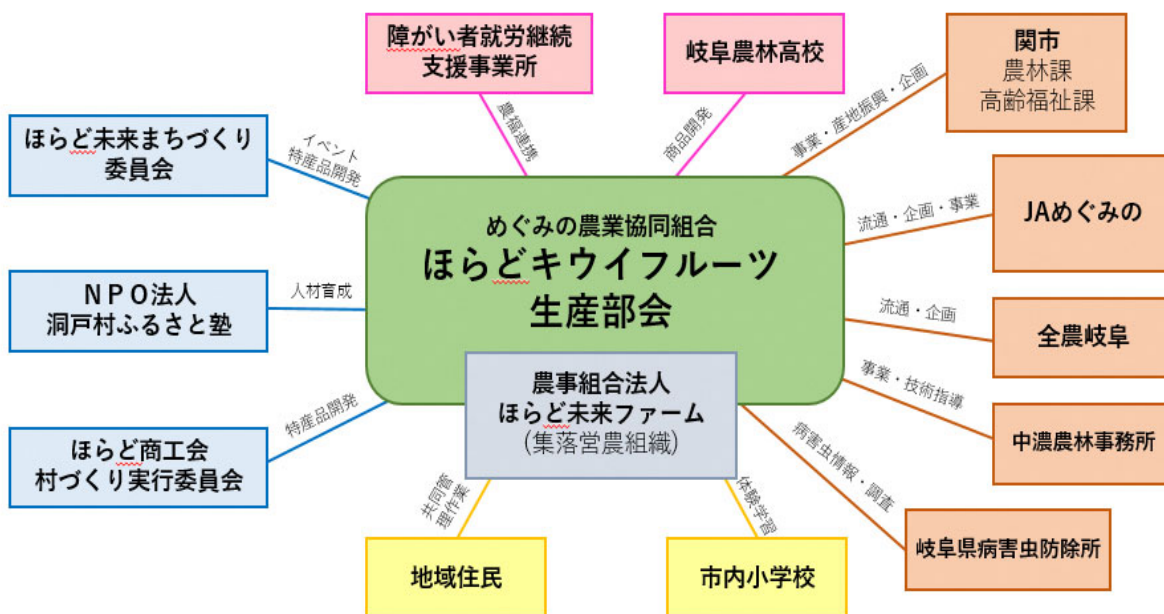 障がい者就労継続
支援事業所
岐阜農林高校
関市
農林課
高齢福祉課
農福連携
商品開発
事業・産地振興・企画
ほらど未来まちづくり
委員会
イベント
特産品開発
JAめぐみの
流通・企画・事業
めぐみの農業協同組合
ほらどキウイフルーツ
生産部会
NPO法人
洞戸村ふるさと塾
人材育成
流通・企画
全農岐阜
農事組合法人
ほらど未来ファーム
(集落営農組織)
事業・技術指導
中濃農林事務所
特産品開発
ほらど商工会
村づくり実行委員会
病害虫情報・調査
岐阜県病害虫防除所
共同管
理作業
体験学習
地域住民
市内小学校